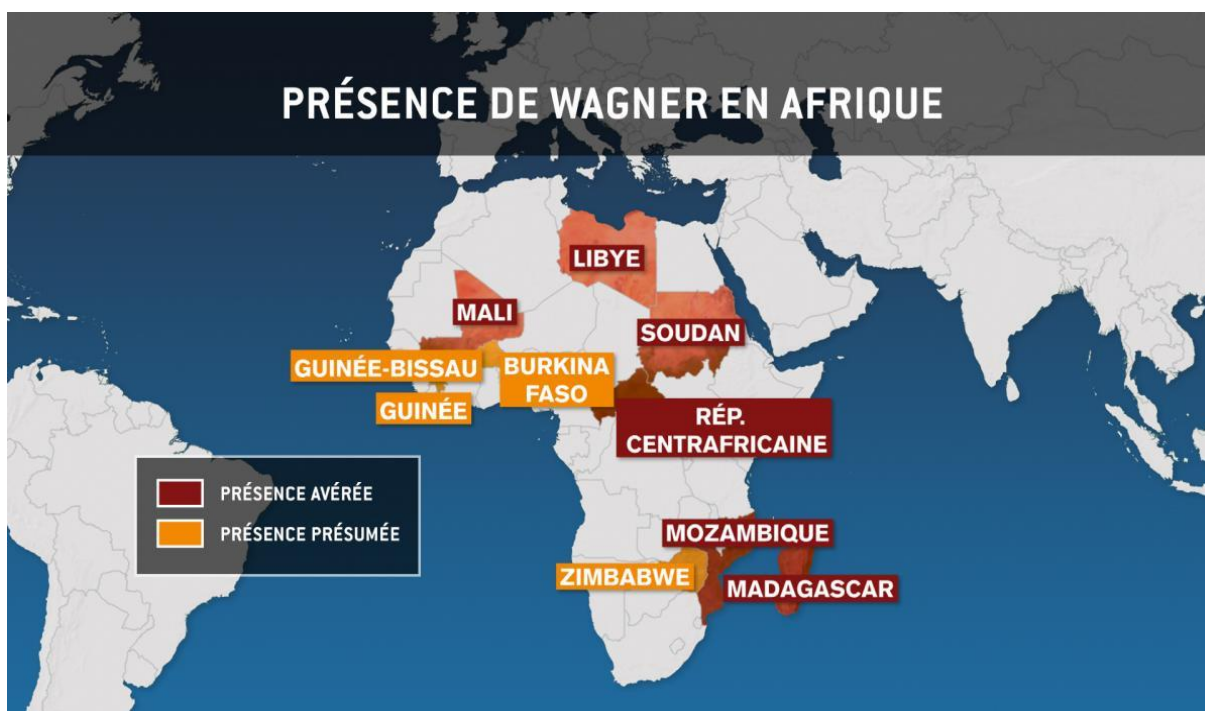 PRÉSENCE DE WAGNER EN AFRIQUE
LIBYE
MALI
SOUDAN
GUINÉE-BISSAU
BURKINA
FASO
GUINÉE
RÉP.
CENTRAFRICAINE
PRÉSENCE AVÉRÉE
PRÉSENCE PRÉSUMÉE
MOZAMBIQUE
ZIMBABWE
MADAGASCAR